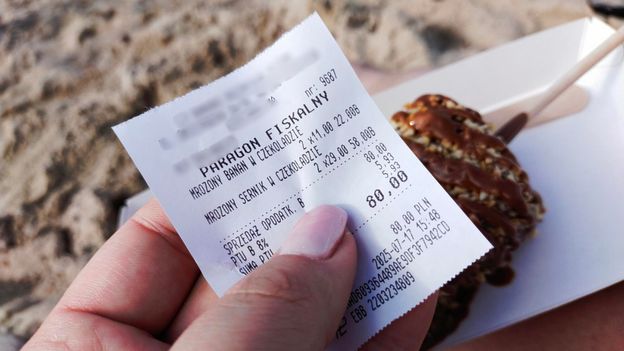 nr: 9687
PARAGON FISKALNY
MROŻONY BANAN W CZEKOLADZIE
2 x11,00 22,00B
MROŻONY SERNIK W CZEKOLADZIE
2 x29,00 58,00B
SPRZEDAŻ OPODATK. B 80,00
PTU B 8% 5,93
SUMA PTU 5,93
80,00
80,00 PLN
2025-07-17 15:48
EBB 2203234809